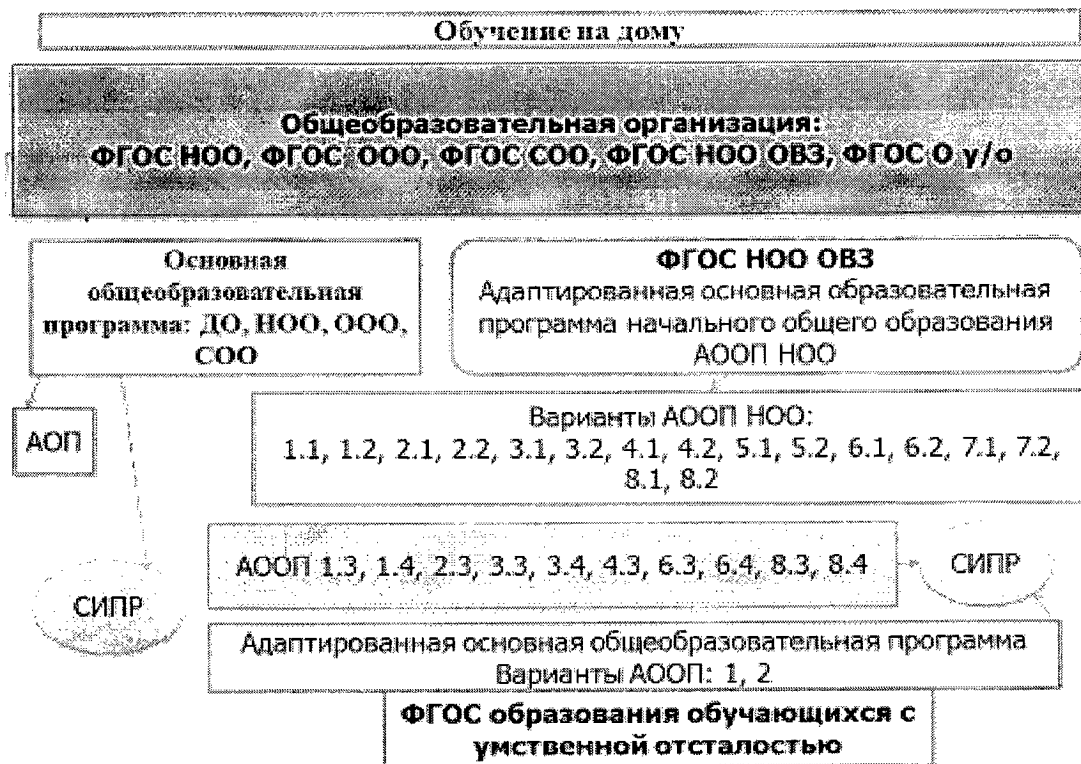 Обучение на дому
Общеобразовательная организация:
ФГОС НОО, ФГОС ООО, ФГОС СОО, ФГОС НОО ОВЗ, ФГОС О у/о
Основная
общеобразовательная
программа: ДО, НОО, ООО,
СОО
ФГОС НОО ОВЗ
Адаптированная основная образовательная
программа начального общего образования
АООП НОО
АОП
Варианты АООП НОО:
1.1, 1.2, 2.1, 2.2, 3.1, 3.2, 4.1, 4.2, 5.1, 5.2, 6.1, 6.2, 7.1, 7.2,
8.1, 8.2
АООП 1.3, 1.4, 2.3, 3.3, 3.4, 4.3, 6.3, 6.4, 8.3, 8.4
СИПР
СИПР
Адаптированная основная общеобразовательная программа
Варианты АООП: 1, 2
ФГОС образования обучающихся с
умственной отсталостью